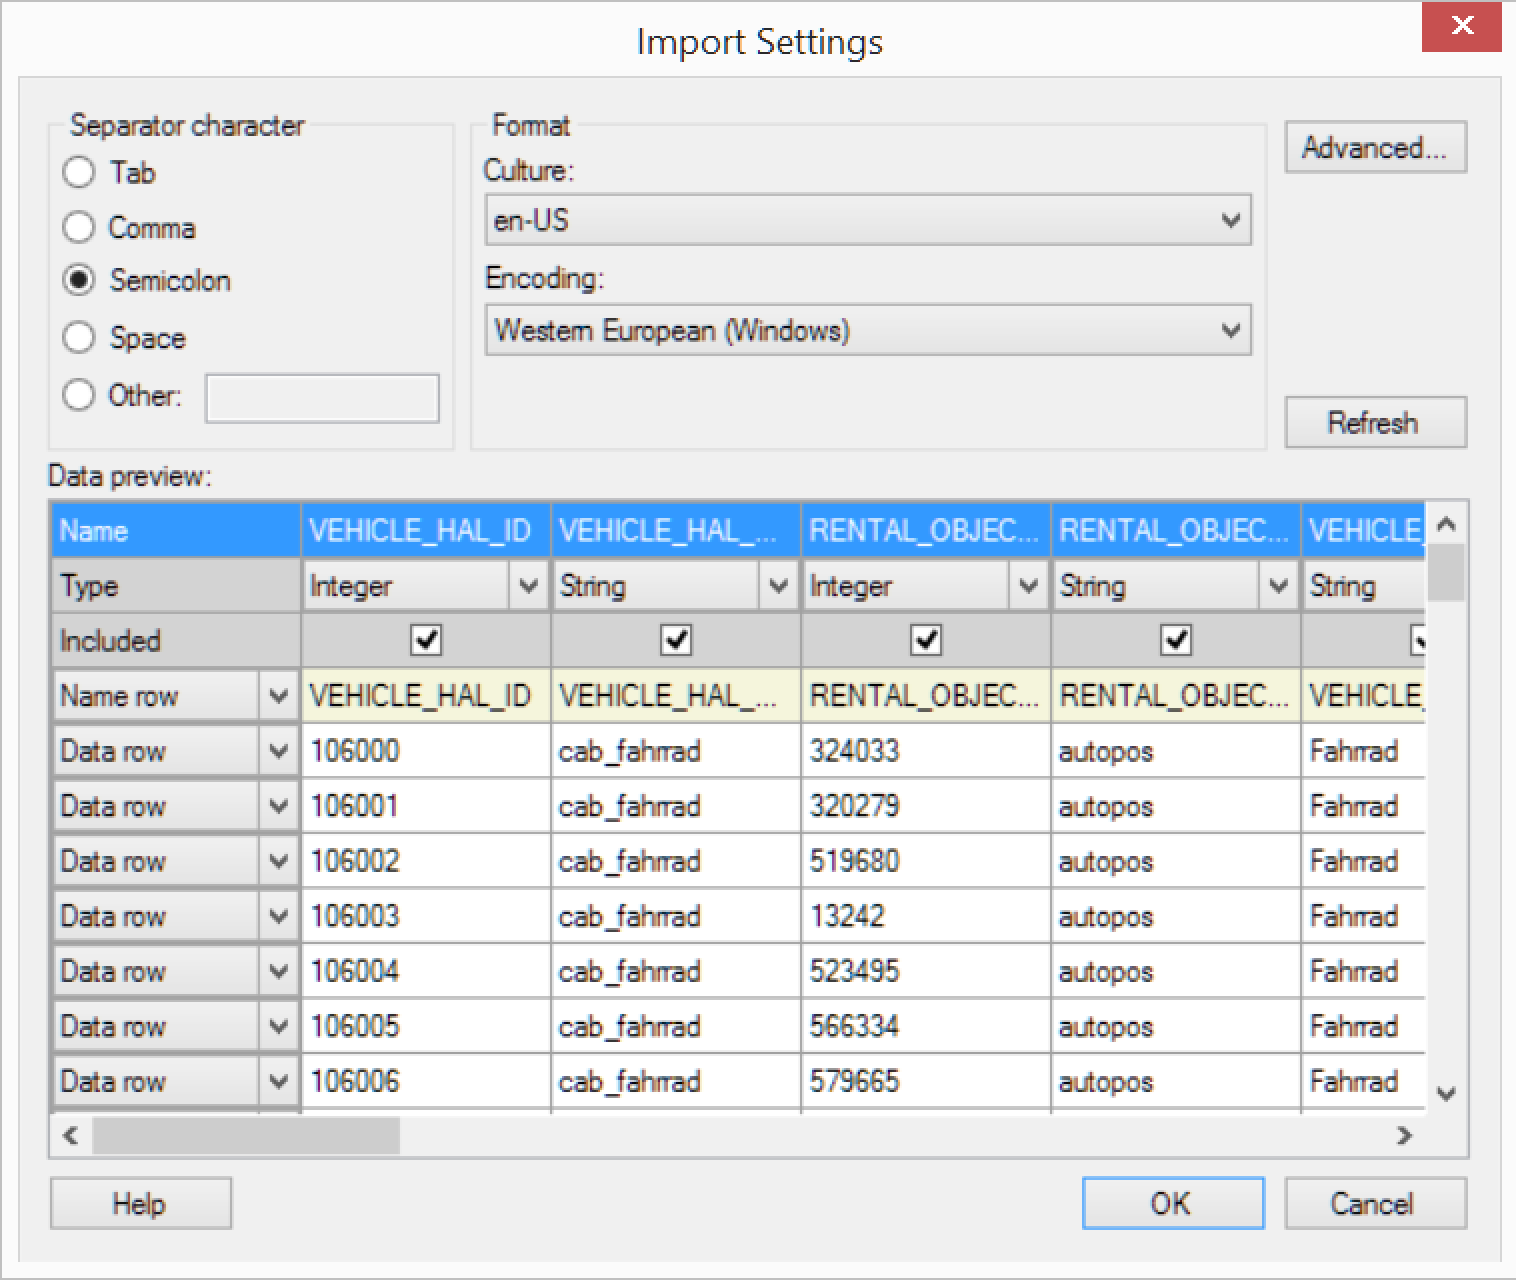 Import Settings
Separator character
Tab
Comma
Semicolon
Space
Other:
Format
Culture:
en-US
Encoding:
Western European (Windows)
Advanced...
Refresh
Data preview:
Name VEHICLE_HAL_ID VEHICLE_HAL_... RENTAL_OBJEC... RENTAL_OBJEC... VEHICLE_
Type Integer String Integer String String
Included
Name row VEHICLE_HAL_ID VEHICLE_HAL_... RENTAL_OBJEC... RENTAL_OBJEC... VEHICLE_
Data row 106000 cab_fahrrad 324033 autopos Fahrrad
Data row 106001 cab_fahrrad 320279 autopos Fahrrad
Data row 106002 cab_fahrrad 519680 autopos Fahrrad
Data row 106003 cab_fahrrad 13242 autopos Fahrrad
Data row 106004 cab_fahrrad 523495 autopos Fahrrad
Data row 106005 cab_fahrrad 566334 autopos Fahrrad
Data row 106006 cab_fahrrad 579665 autopos Fahrrad
Help
OK
Cancel